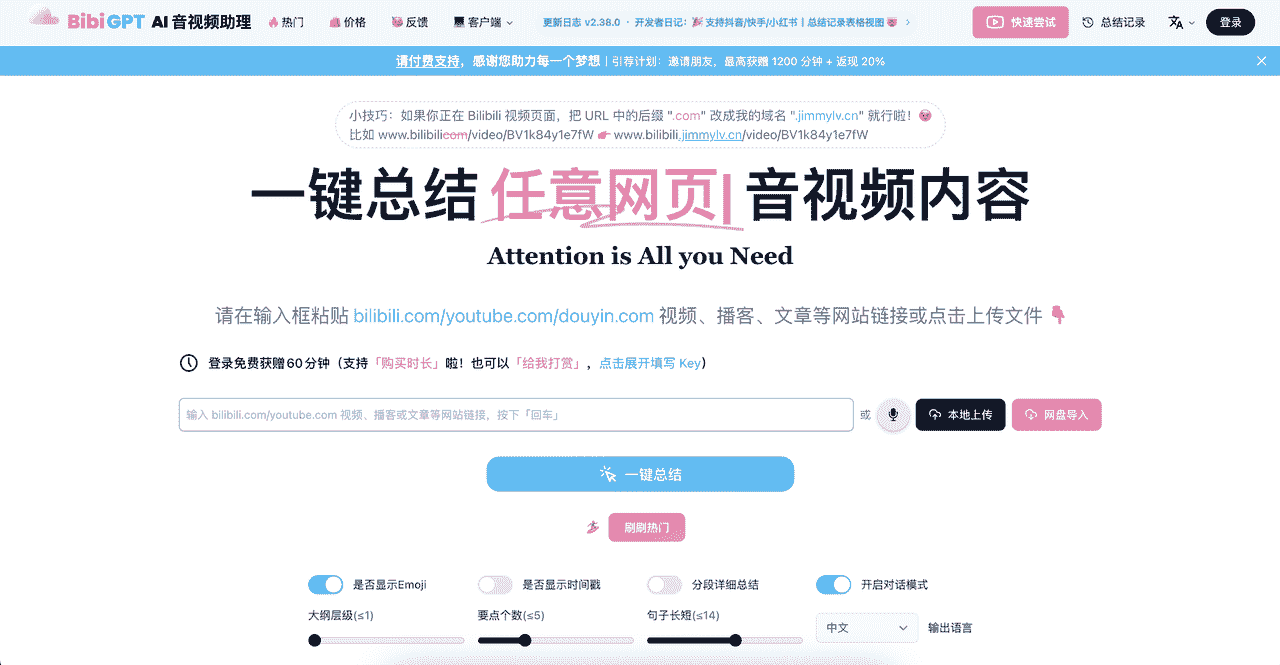 BibiGPT AI 音视频助理 🔥 热门 👛 价格 反馈 💻 客户端 更新日志 v2.38.0 · 开发者日记：🎉 支持抖音/快手/小红书丨总结记录表格视图 快速尝试 总结记录 登录
请付费支持，感谢您助力每一个梦想 | 引荐计划：邀请朋友，最高获赠 1200 分钟 + 返现 20%
小技巧：如果你正在 Bilibili 视频页面，把 URL 中的后缀 ".com" 改成我的域名 ".jimmylv.cn" 就行啦！
比如 www.bilibilicom/video/BV1k84y1e7fW 👉 www.bilibili.jimmylv.cn/video/BV1k84y1e7fW
一键总结 任意网页| 音视频内容
Attention is All you Need
请在输入框粘贴 bilibili.com/youtube.com/douyin.com 视频、播客、文章等网站链接或点击上传文件 👇
登录免费获赠60分钟（支持「购买时长」啦！也可以「给我打赏」，点击展开填写 Key）
输入 bilibili.com/youtube.com 视频、播客或文章等网站链接，按下「回车」 或 本地上传 网盘导入
一键总结
刷刷热门
是否显示Emoji 是否显示时间戳 分段详细总结 开启对话模式
大纲层级(≤1) 要点个数(≤5) 句子长短(≤14)
中文 输出语言